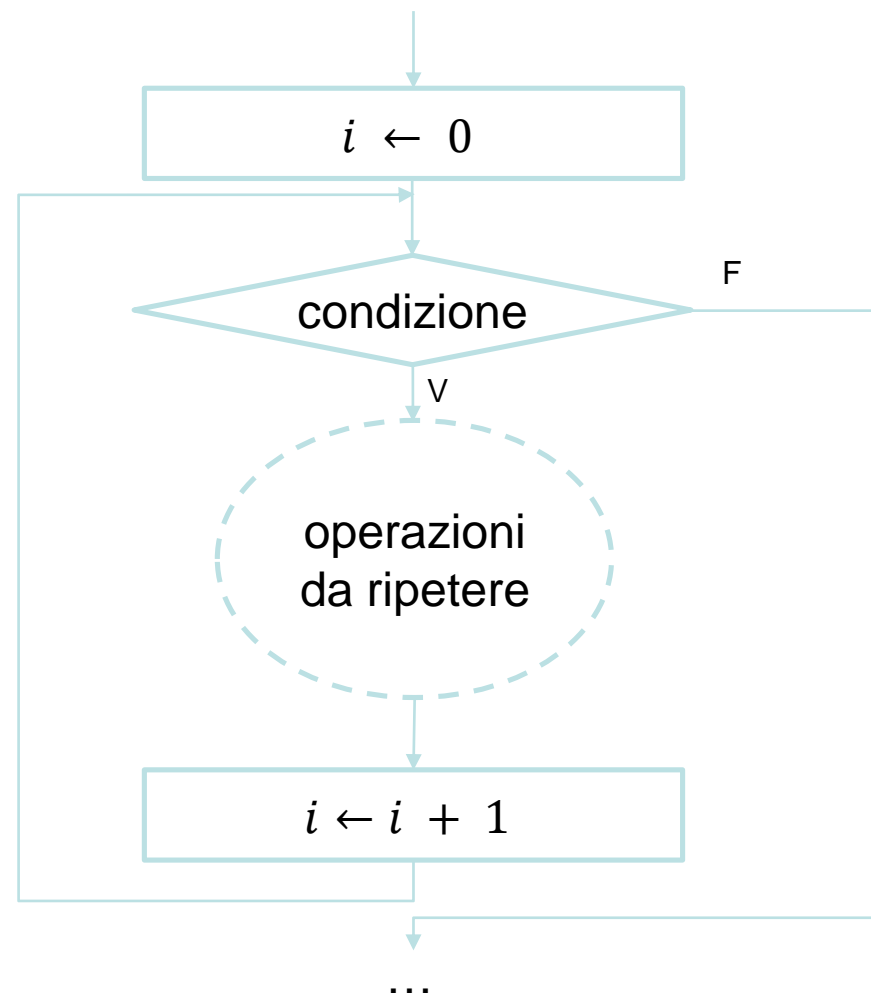 i ← 0
F
condizione
V
operazioni
da ripetere
i ← i + 1
...